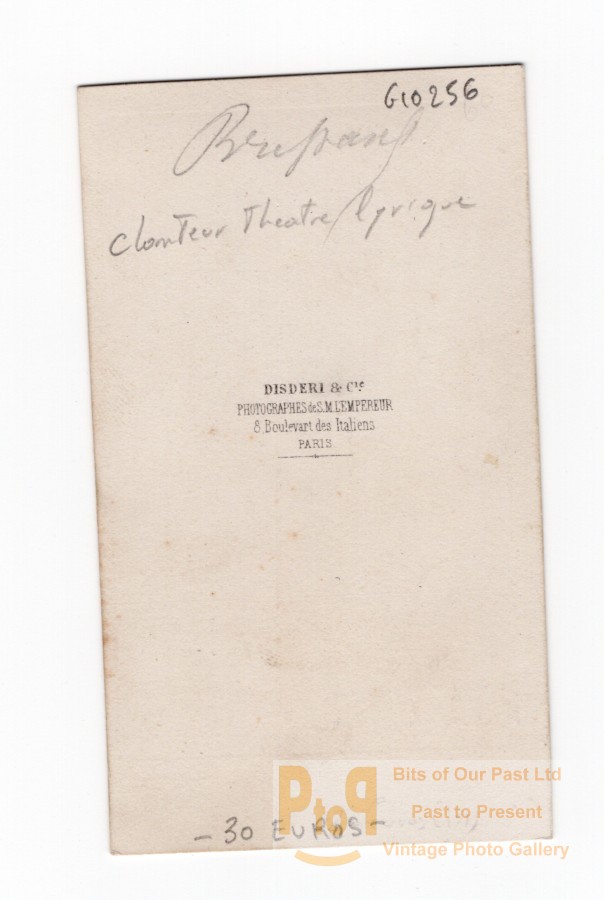 G10256
chanteur Theatre lyrique
DISDERI & Cie
PHOTOGRAPHES de S.M. L'EMPEREUR
8, Boulevart des Italiens
PARIS
PtoP
Bits of Our Past Ltd
Past to Present
Vintage Photo Gallery
- 30 EUROS -